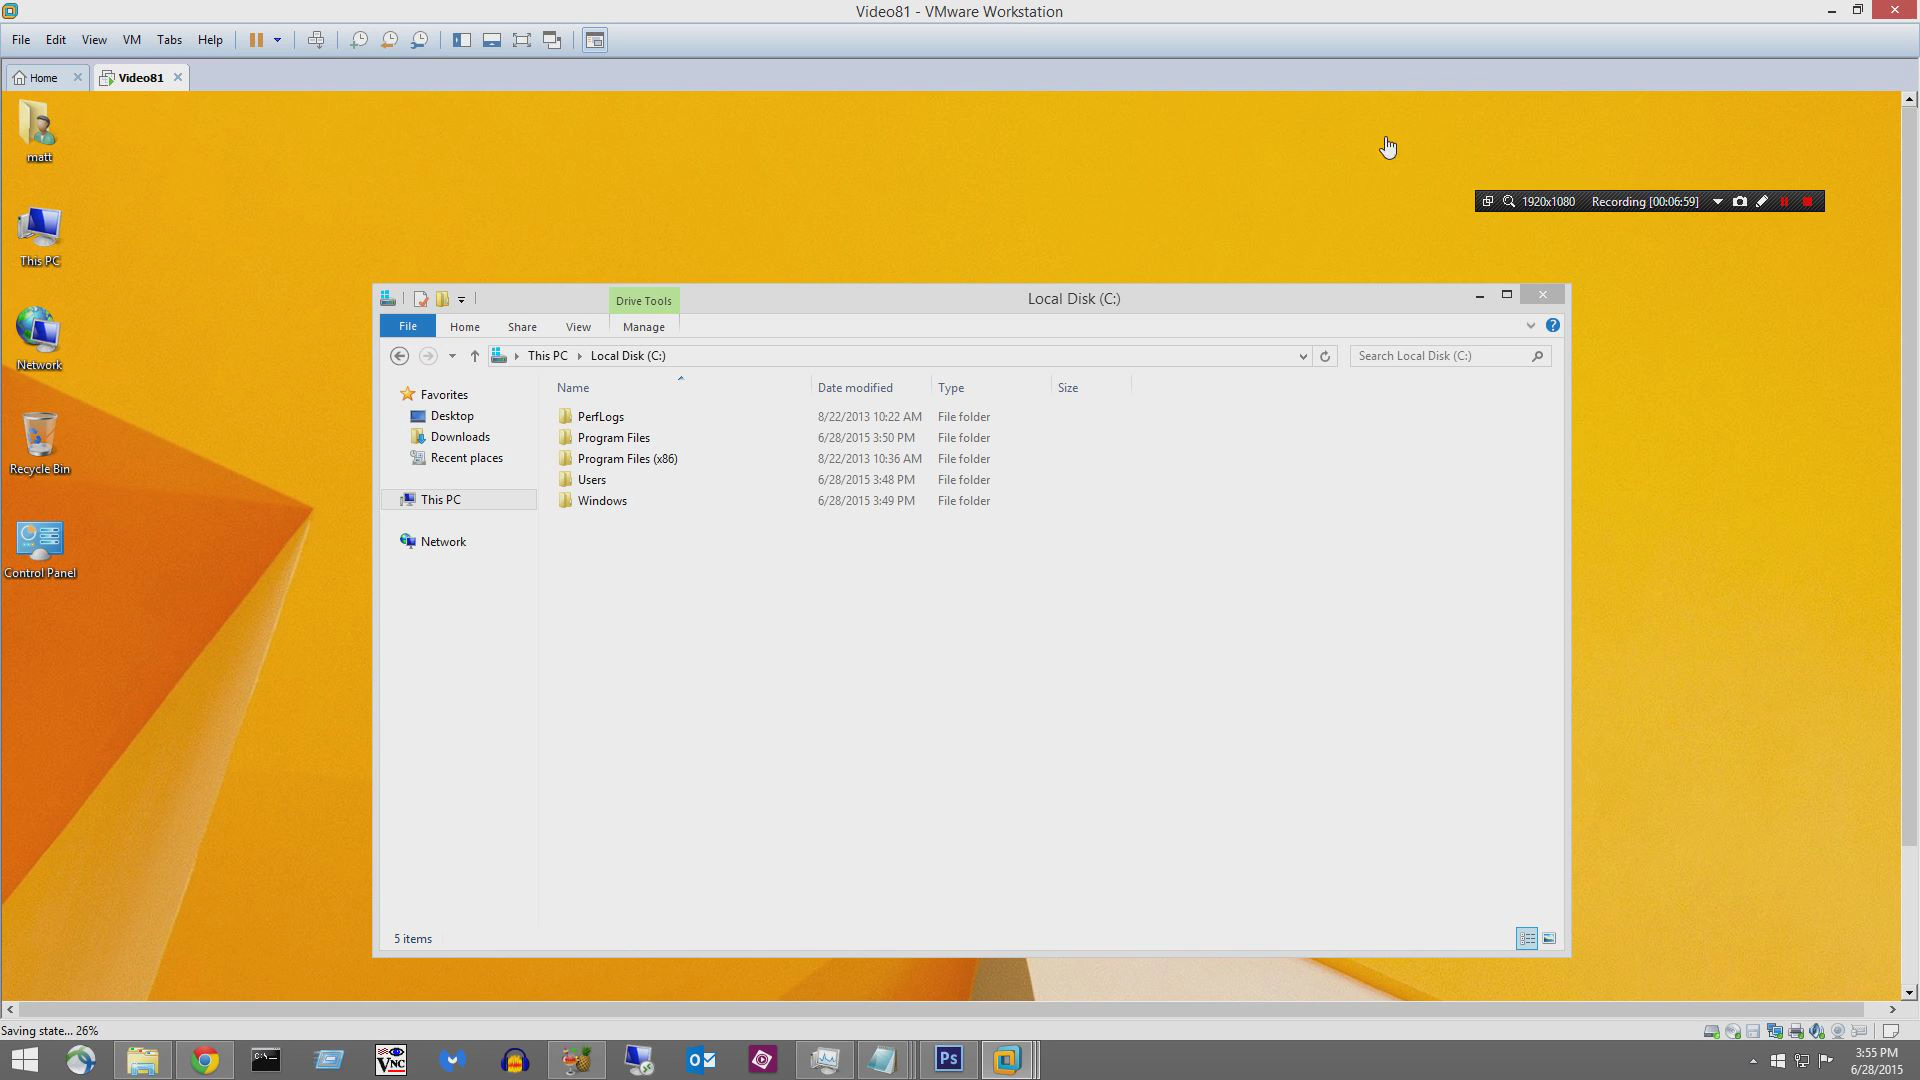 Video81 - VMware Workstation
File Edit View VM Tabs Help
Home Video81
matt
This PC
Network
Recycle Bin
Control Panel
1920x1080 Recording [00:06:59]
Drive Tools Local Disk (C:)
File Home Share View Manage
This PC Local Disk (C:) Search Local Disk (C:)
Name Date modified Type Size
Favorites
Desktop
Downloads
Recent places
This PC
Network
PerfLogs 8/22/2013 10:22 AM File folder
Program Files 6/28/2015 3:50 PM File folder
Program Files (x86) 8/22/2013 10:36 AM File folder
Users 6/28/2015 3:48 PM File folder
Windows 6/28/2015 3:49 PM File folder
5 items
Saving state... 26%
C:\
VNC
Ps
3:55 PM
6/28/2015